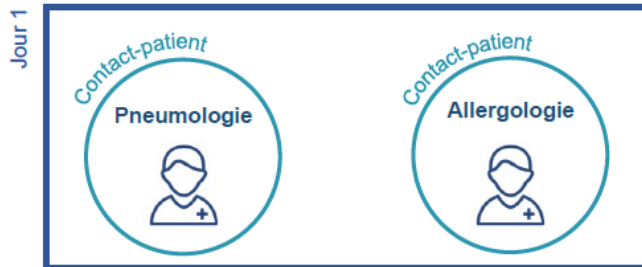 Jour 1
Contact-patient
Pneumologie
Contact-patient
Allergologie